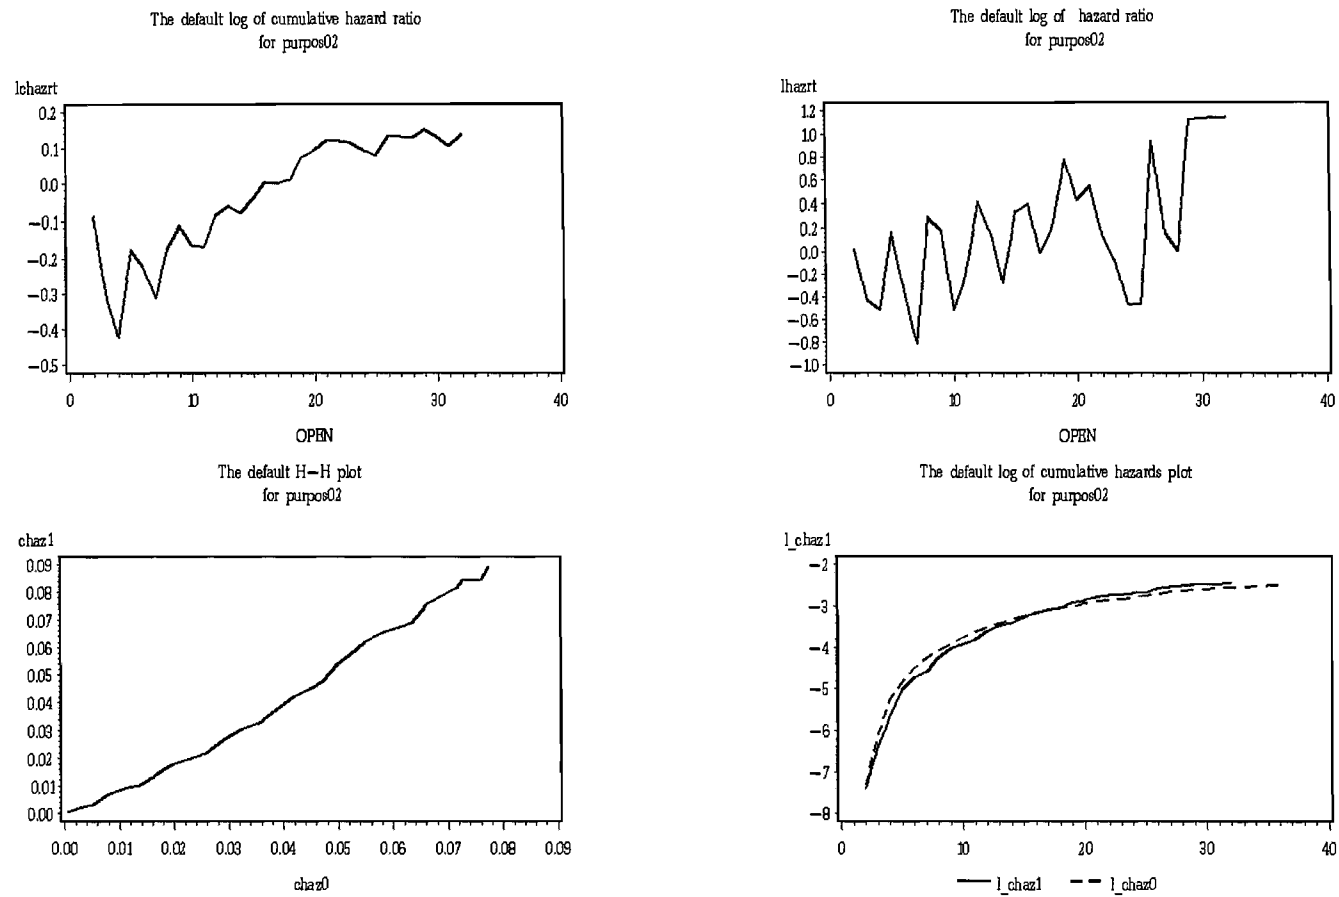 The default log of cumulative hazard ratio
for purpos02
lchazrt
0.2
0.1
0.0
−0.1
−0.2
−0.3
−0.4
−0.5
0 10 20 30 40
OPEN
The default log of hazard ratio
for purpos02
lhazrt
1.2
1.0
0.8
0.6
0.4
0.2
0.0
−0.2
−0.4
−0.6
−0.8
−1.0
0 10 20 30 40
OPEN
The default H−H plot
for purpos02
chaz1
0.09
0.08
0.07
0.06
0.05
0.04
0.03
0.02
0.01
0.00
0.00 0.01 0.02 0.03 0.04 0.05 0.06 0.07 0.08 0.09
chaz0
The default log of cumulative hazards plot
for purpos02
l_chaz1
−2
−3
−4
−5
−6
−7
−8
0 10 20 30 40
l_chaz1 l_chaz0